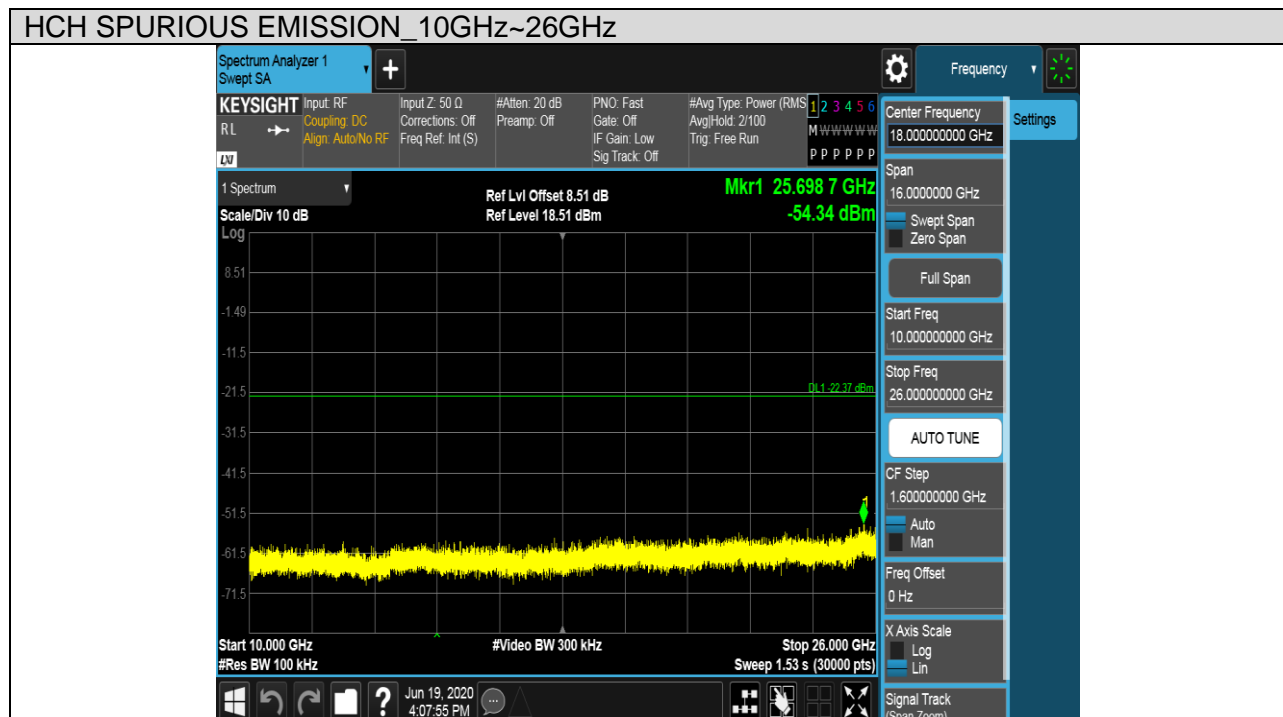 HCH SPURIOUS EMISSION_10GHz~26GHz
Spectrum Analyzer 1
Swept SA
+
Frequency
KEYSIGHT
RL
LXI
Input: RF
Coupling: DC
Align: Auto/No RF
Input Z: 50 Ω
Corrections: Off
Freq Ref: Int (S)
#Atten: 20 dB
Preamp: Off
PNO: Fast
Gate: Off
IF Gain: Low
Sig Track: Off
#Avg Type: Power (RMS
Avg|Hold: 2/100
Trig: Free Run
1 2 3 4 5 6
M W W W W W
P P P P P P
Center Frequency
18.000000000 GHz
Settings
1 Spectrum
Scale/Div 10 dB
Ref Lvl Offset 8.51 dB
Ref Level 18.51 dBm
Mkr1 25.698 7 GHz
-54.34 dBm
Log
8.51
-1.49
-11.5
-21.5
-31.5
-41.5
-51.5
-61.5
-71.5
DL1 -22.37 dBm
1
Start 10.000 GHz
#Res BW 100 kHz
#Video BW 300 kHz
Stop 26.000 GHz
Sweep 1.53 s (30000 pts)
Span
16.0000000 GHz
Swept Span
Zero Span
Full Span
Start Freq
10.000000000 GHz
Stop Freq
26.000000000 GHz
AUTO TUNE
CF Step
1.600000000 GHz
Auto
Man
Freq Offset
0 Hz
X Axis Scale
Log
Lin
Signal Track
(Span Zoom)
?
Jun 19, 2020
4:07:55 PM